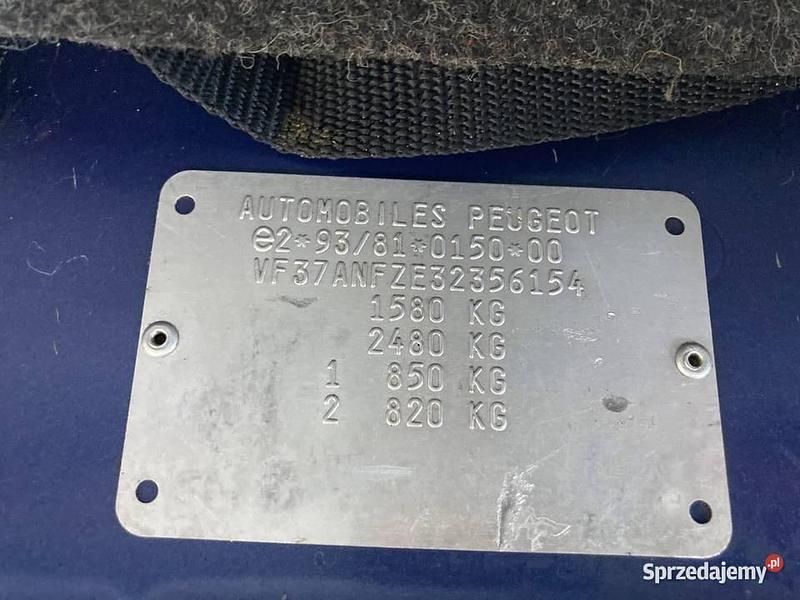 AUTOMOBILES PEUGEOT
e2*93/81*0150*00
VF37ANFZE32356154
1580 KG
2480 KG
1 850 KG
2 820 KG
Sprzedajemy.pl